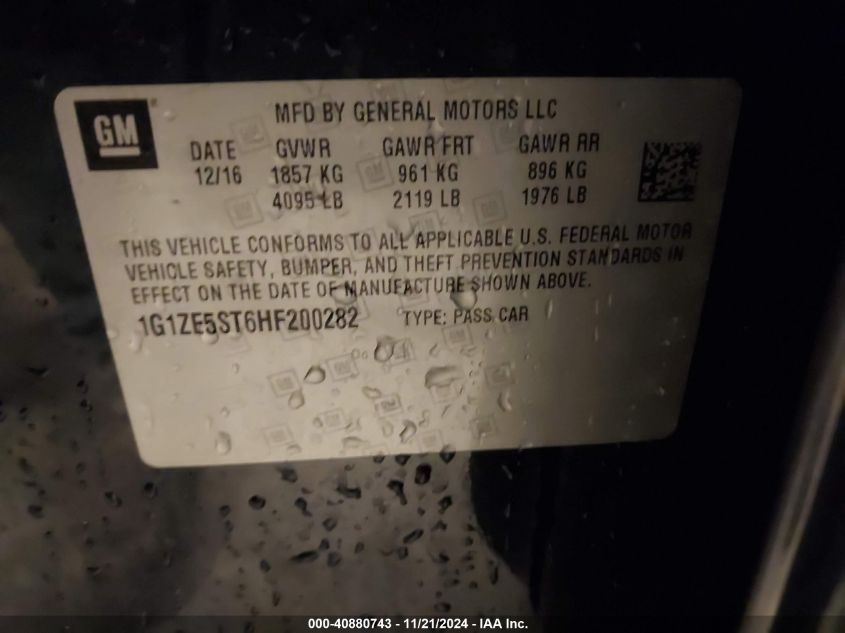 GM
MFD BY GENERAL MOTORS LLC
DATE GVWR GAWR FRT GAWR RR
12/16 1857 KG 961 KG 896 KG
4095 LB 2119 LB 1976 LB
THIS VEHICLE CONFORMS TO ALL APPLICABLE U.S. FEDERAL MOTOR
VEHICLE SAFETY, BUMPER, AND THEFT PREVENTION STANDARDS IN
EFFECT ON THE DATE OF MANUFACTURE SHOWN ABOVE.
1G1ZE5ST6HF200282 TYPE: PASS CAR
000-40880743 - 11/21/2024 - IAA Inc.